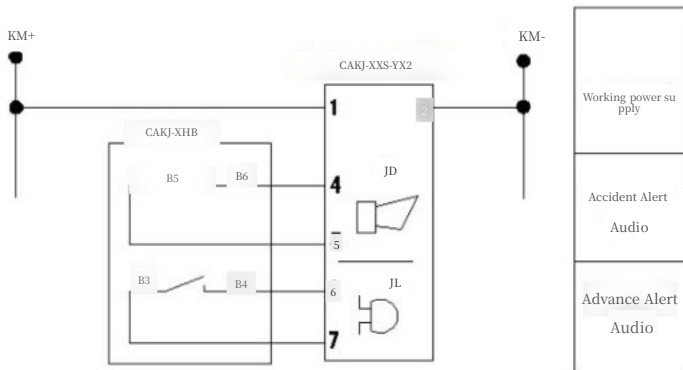 KM+
KM-
CAKJ-XXS-YX2
1
2
Working power su
pply
CAKJ-XHB
B5
B6
4
JD
Accident Alert
Audio
5
B3
B4
6
JL
Advance Alert
Audio
7